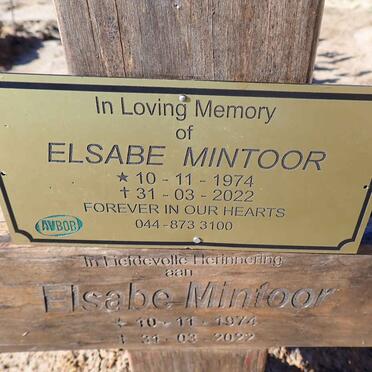 In Loving Memory
of
ELSABE MINTOOR
★ 10 - 11 - 1974
✝ 31 - 03 - 2022
FOREVER IN OUR HEARTS
044-873 3100
AVBOB
In Liefdevolle Herinnering
aan
Elsabe Mintoor
★ 10 - 11 - 1974
✝ 31 - 03 - 2022